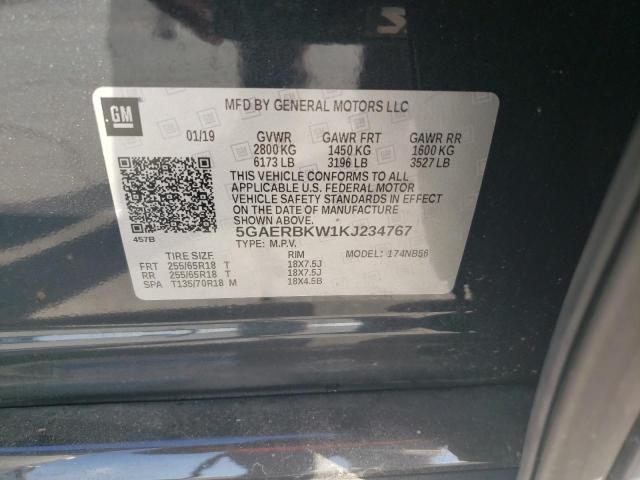 GM
MFD BY GENERAL MOTORS LLC
01/19 GVWR GAWR FRT GAWR RR
2800 KG 1450 KG 1600 KG
6173 LB 3196 LB 3527 LB
THIS VEHICLE CONFORMS TO ALL
APPLICABLE U.S. FEDERAL MOTOR
VEHICLE SAFETY STANDARDS IN EFFECT
ON THE DATE OF MANUFACTURE
SHOWN ABOVE.
457B
5GAERBKW1KJ234767
TYPE: M.P.V. MODEL: 174NB56
TIRE SIZE RIM
FRT 255/65R18 T 18X7.5J
RR 255/65R18 T 18X7.5J
SPA T135/70R18 M 18X4.5B